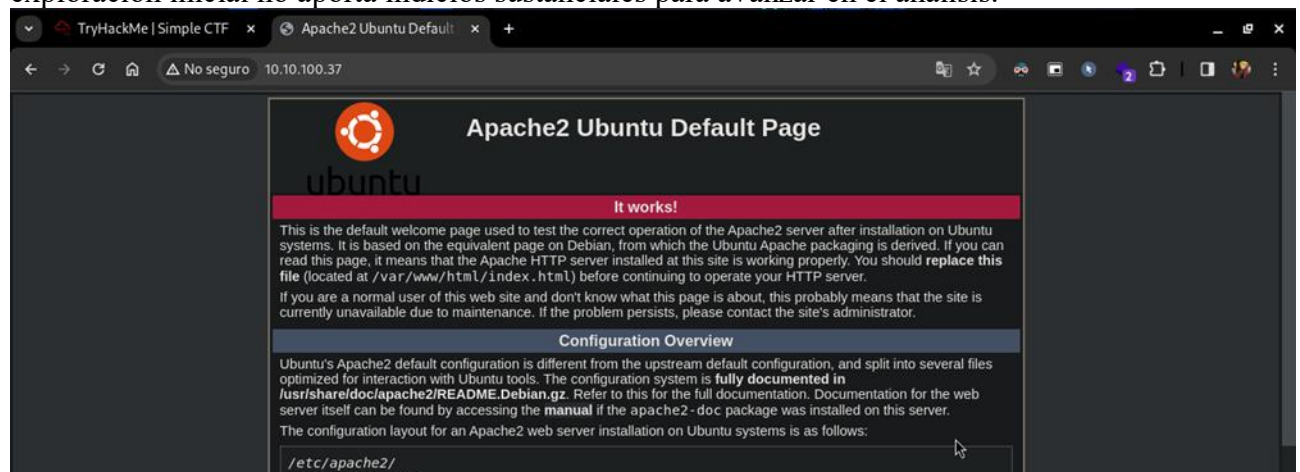 exploración inicial no aporta indicios sustanciales para avanzar en el análisis.
TryHackMe | Simple CTF
Apache2 Ubuntu Default
No seguro
10.10.100.37
2
ubuntu
Apache2 Ubuntu Default Page
It works!
This is the default welcome page used to test the correct operation of the Apache2 server after installation on Ubuntu
systems. It is based on the equivalent page on Debian, from which the Ubuntu Apache packaging is derived. If you can
read this page, it means that the Apache HTTP server installed at this site is working properly. You should replace this
file (located at /var/www/html/index.html) before continuing to operate your HTTP server.
If you are a normal user of this web site and don't know what this page is about, this probably means that the site is
currently unavailable due to maintenance. If the problem persists, please contact the site's administrator.
Configuration Overview
Ubuntu's Apache2 default configuration is different from the upstream default configuration, and split into several files
optimized for interaction with Ubuntu tools. The configuration system is fully documented in
/usr/share/doc/apache2/README.Debian.gz. Refer to this for the full documentation. Documentation for the web
server itself can be found by accessing the manual if the apache2-doc package was installed on this server.
The configuration layout for an Apache2 web server installation on Ubuntu systems is as follows:
/etc/apache2/